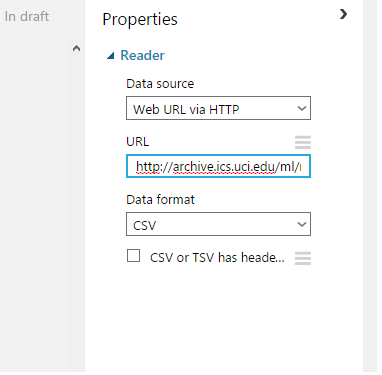 In draft
Properties
Reader
Data source
Web URL via HTTP
URL
http://archive.ics.uci.edu/ml/
Data format
CSV
CSV or TSV has heade...